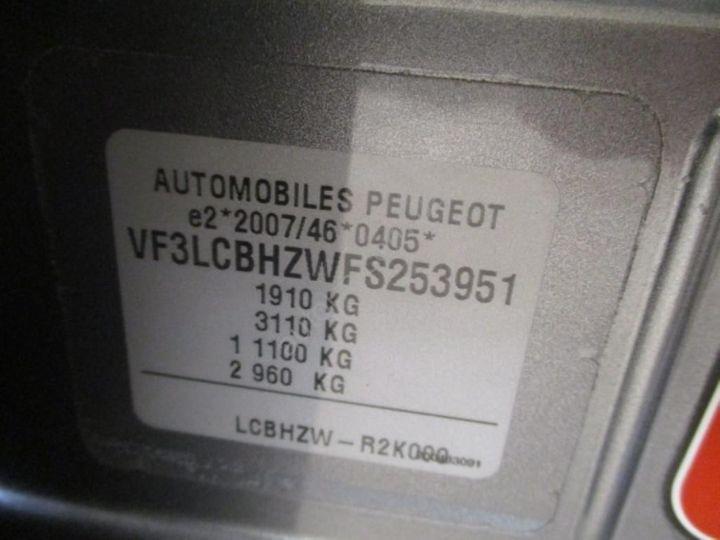 AUTOMOBILES PEUGEOT
e2*2007/46*0405*
VF3LCBHZWFS253951
1910 KG
3110 KG
1 1100 KG
2 960 KG
LCBHZW - R2K000